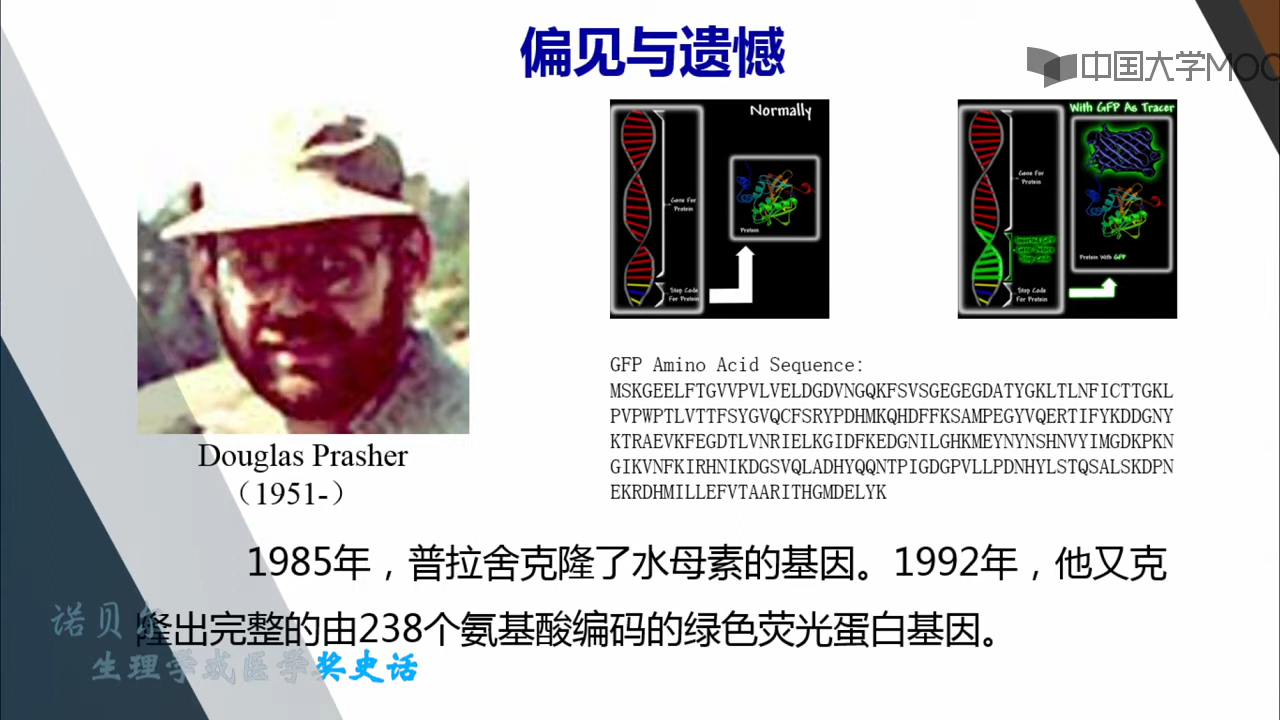 偏见与遗憾
中国大学MOO
Normally
Gene For
Protein
Protein
Stop Code
For Protein
With GFP As Tracer
Gene For
Protein
Stop Code
For Protein
Protein With GFP
GFP Amino Acid Sequence:
MSKGEELFTGVVPVLVELDGDVNGQKFSVSGEGEGDATYGKLTLNFICTTGKL
PVPWPTLVTTFSYGVQCFSRYPDHMKQHDFFKSAMPEGYVQERTIFYKDDGNY
KTRAEVKFEGDTLVNRIELKGIDFKEDGNILGHKMEYNYNSHNVYIMGDKPKN
GIKVNFKIRHNIKDGSVQLADHYQQNTPIGDGPVLLPDNHYLSTQSALSKDPN
EKRDHMILLEFVTAARITHGMDELYK
Douglas Prasher
（1951-）
1985年，普拉舍克隆了水母素的基因。1992年，他又克
隆出完整的由238个氨基酸编码的绿色荧光蛋白基因。
诺贝尔
生理学或医学奖史话